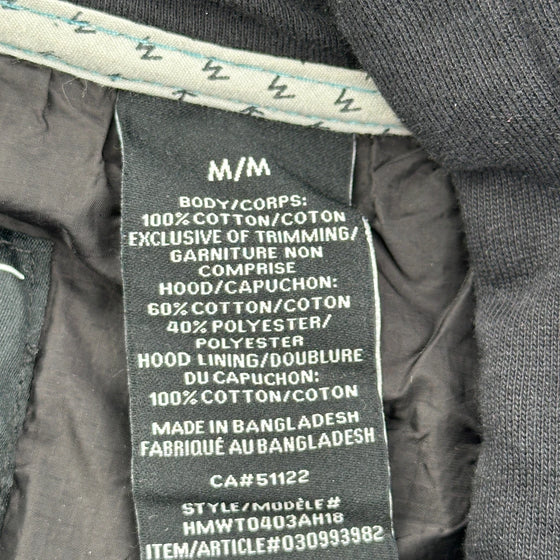 M/M
BODY/CORPS:
100% COTTON/COTON
EXCLUSIVE OF TRIMMING/
GARNITURE NON
COMPRISE
HOOD/CAPUCHON:
60% COTTON/COTON
40% POLYESTER/
POLYESTER
HOOD LINING/DOUBLURE
DU CAPUCHON:
100% COTTON/COTON
MADE IN BANGLADESH
FABRIQUÉ AU BANGLADESH
CA#51122
STYLE/MODÈLE#
HMWT0403AH18
ITEM/ARTICLE#030993982